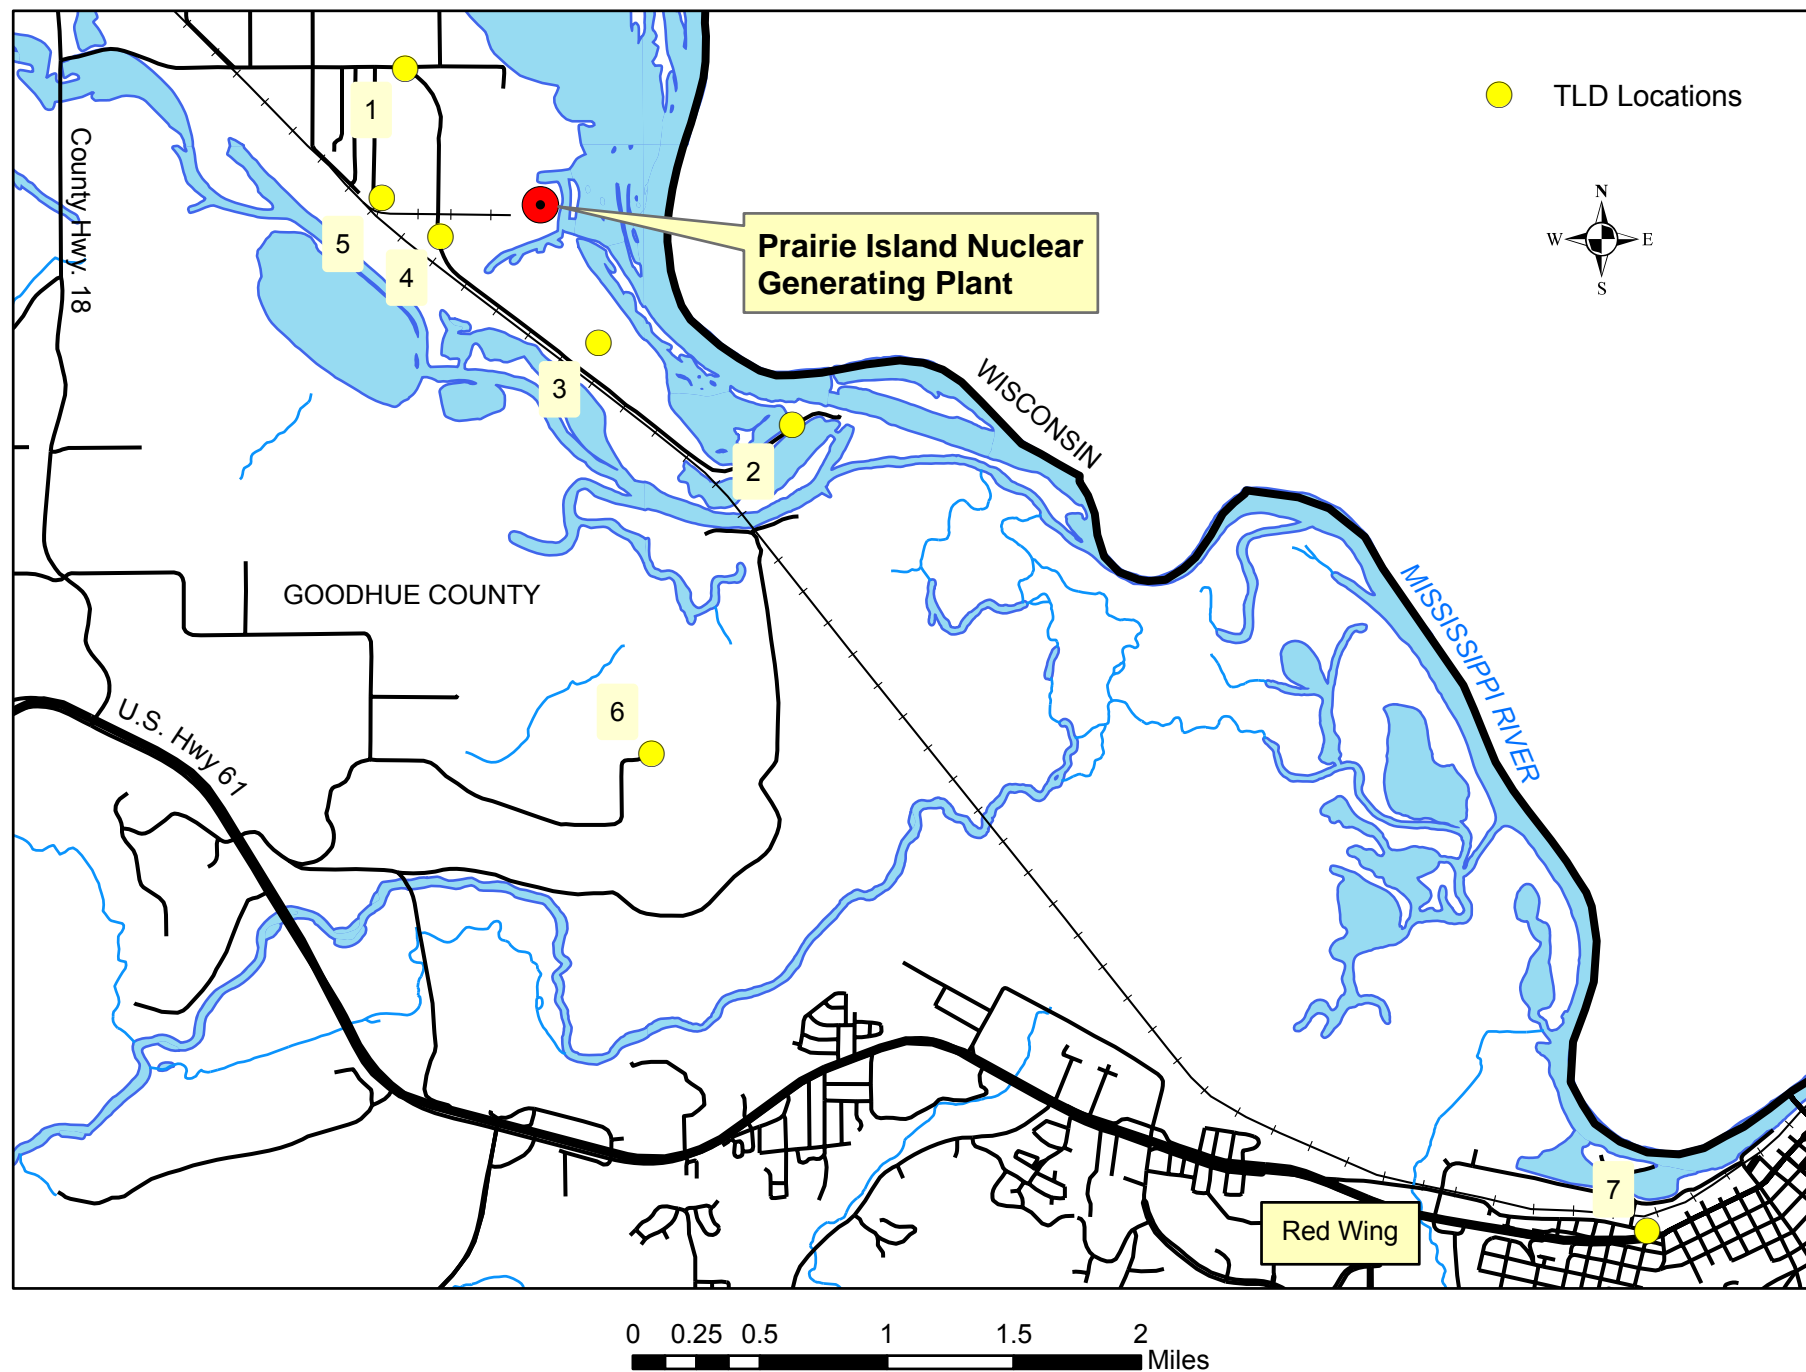 TLD Locations
1
County Hwy. 18
N
W
E
S
5
4
Prairie Island Nuclear
Generating Plant
3
WISCONSIN
2
GOODHUE COUNTY
MISSISSIPPI RIVER
6
U.S. Hwy 61
7
Red Wing
0 0.25 0.5 1 1.5 2
Miles